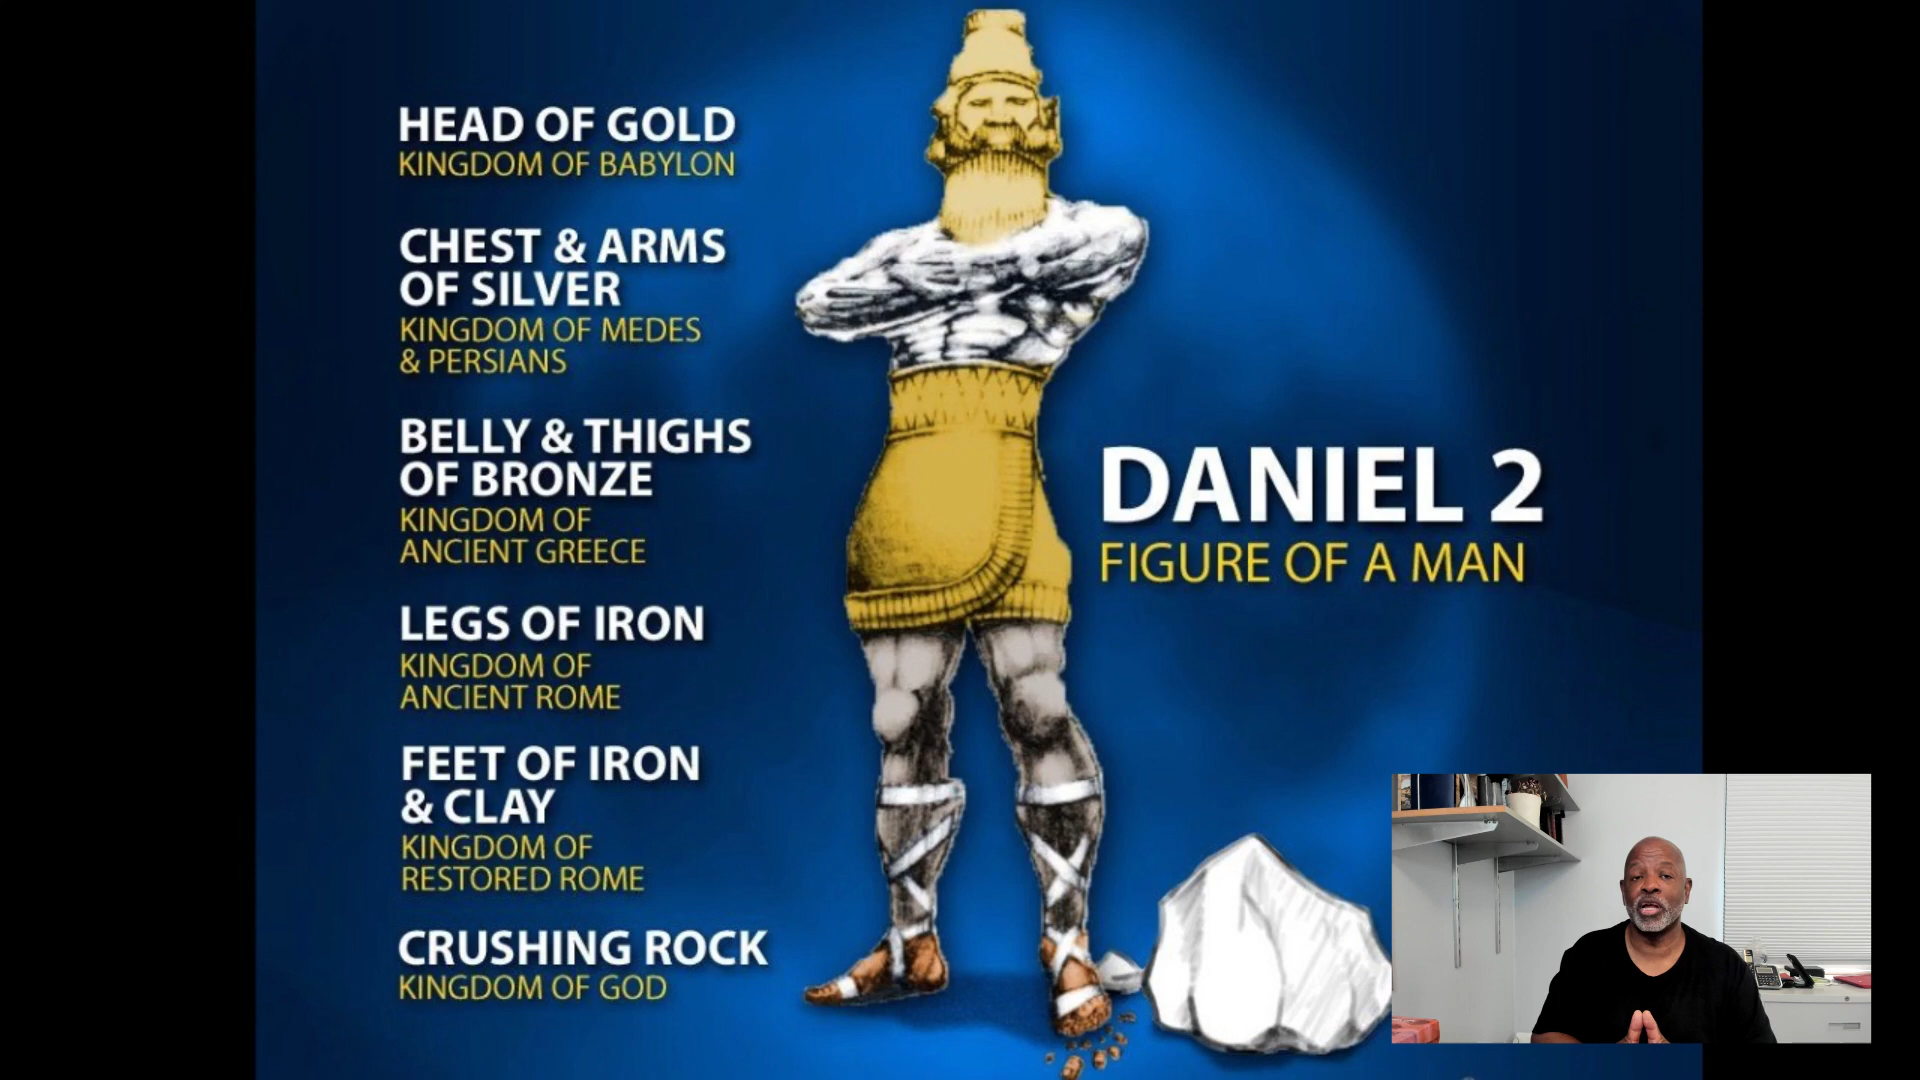 HEAD OF GOLD
KINGDOM OF BABYLON
CHEST & ARMS
OF SILVER
KINGDOM OF MEDES
& PERSIANS
BELLY & THIGHS
OF BRONZE
KINGDOM OF
ANCIENT GREECE
LEGS OF IRON
KINGDOM OF
ANCIENT ROME
FEET OF IRON
& CLAY
KINGDOM OF
RESTORED ROME
CRUSHING ROCK
KINGDOM OF GOD
DANIEL 2
FIGURE OF A MAN